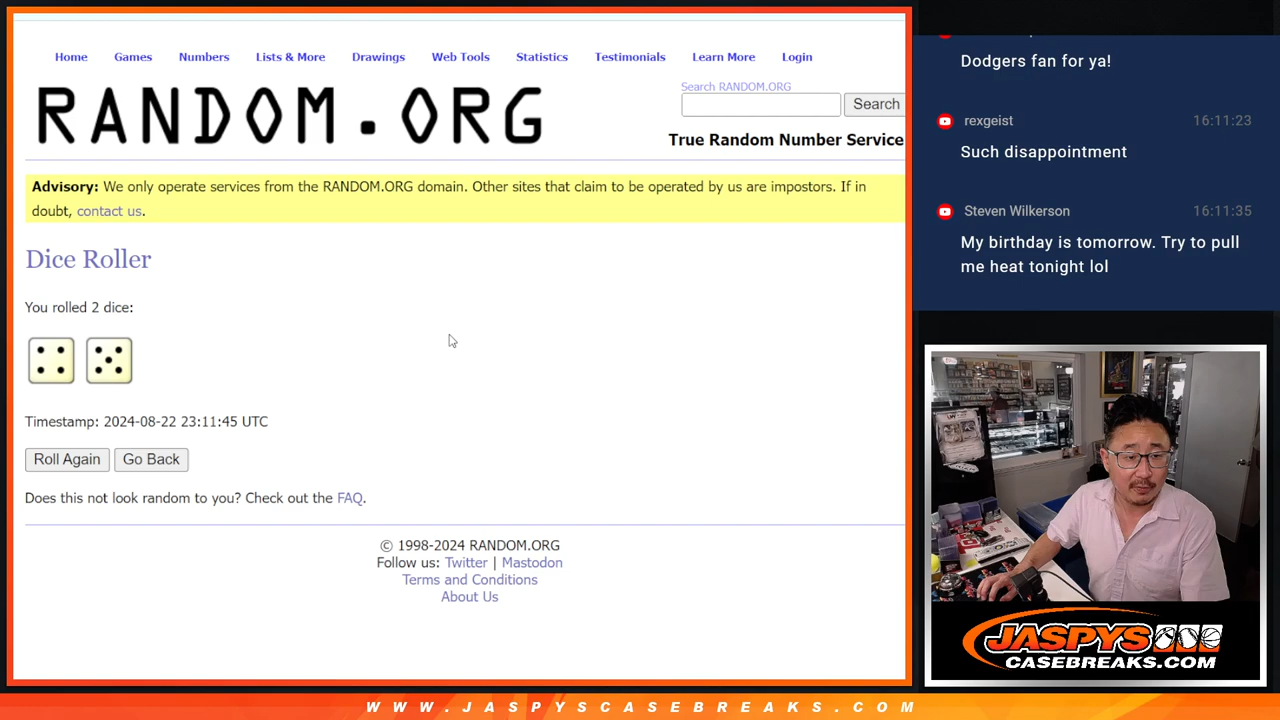 Home Games Numbers Lists & More Drawings Web Tools Statistics Testimonials Learn More Login
RANDOM.ORG
Search RANDOM.ORG
Search
True Random Number Service
Advisory: We only operate services from the RANDOM.ORG domain. Other sites that claim to be operated by us are impostors. If in
doubt, contact us.
Dice Roller
You rolled 2 dice:
Timestamp: 2024-08-22 23:11:45 UTC
Roll Again Go Back
Does this not look random to you? Check out the FAQ.
© 1998-2024 RANDOM.ORG
Follow us: Twitter | Mastodon
Terms and Conditions
About Us
Dodgers fan for ya!
rexgeist 16:11:23
Such disappointment
Steven Wilkerson 16:11:35
My birthday is tomorrow. Try to pull
me heat tonight lol
JASPYS
CASEBREAKS.COM
WWW.JASPYSCASEBREAKS.COM